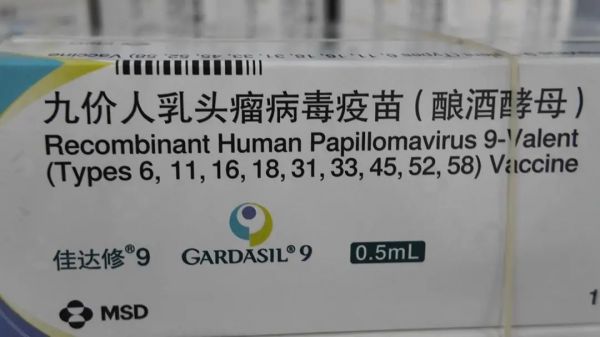 九价人乳头瘤病毒疫苗（酿酒酵母）
Recombinant Human Papillomavirus 9-Valent
(Types 6, 11, 16, 18, 31, 33, 45, 52, 58) Vaccine
佳达修®9 GARDASIL®9 0.5mL
MSD
1